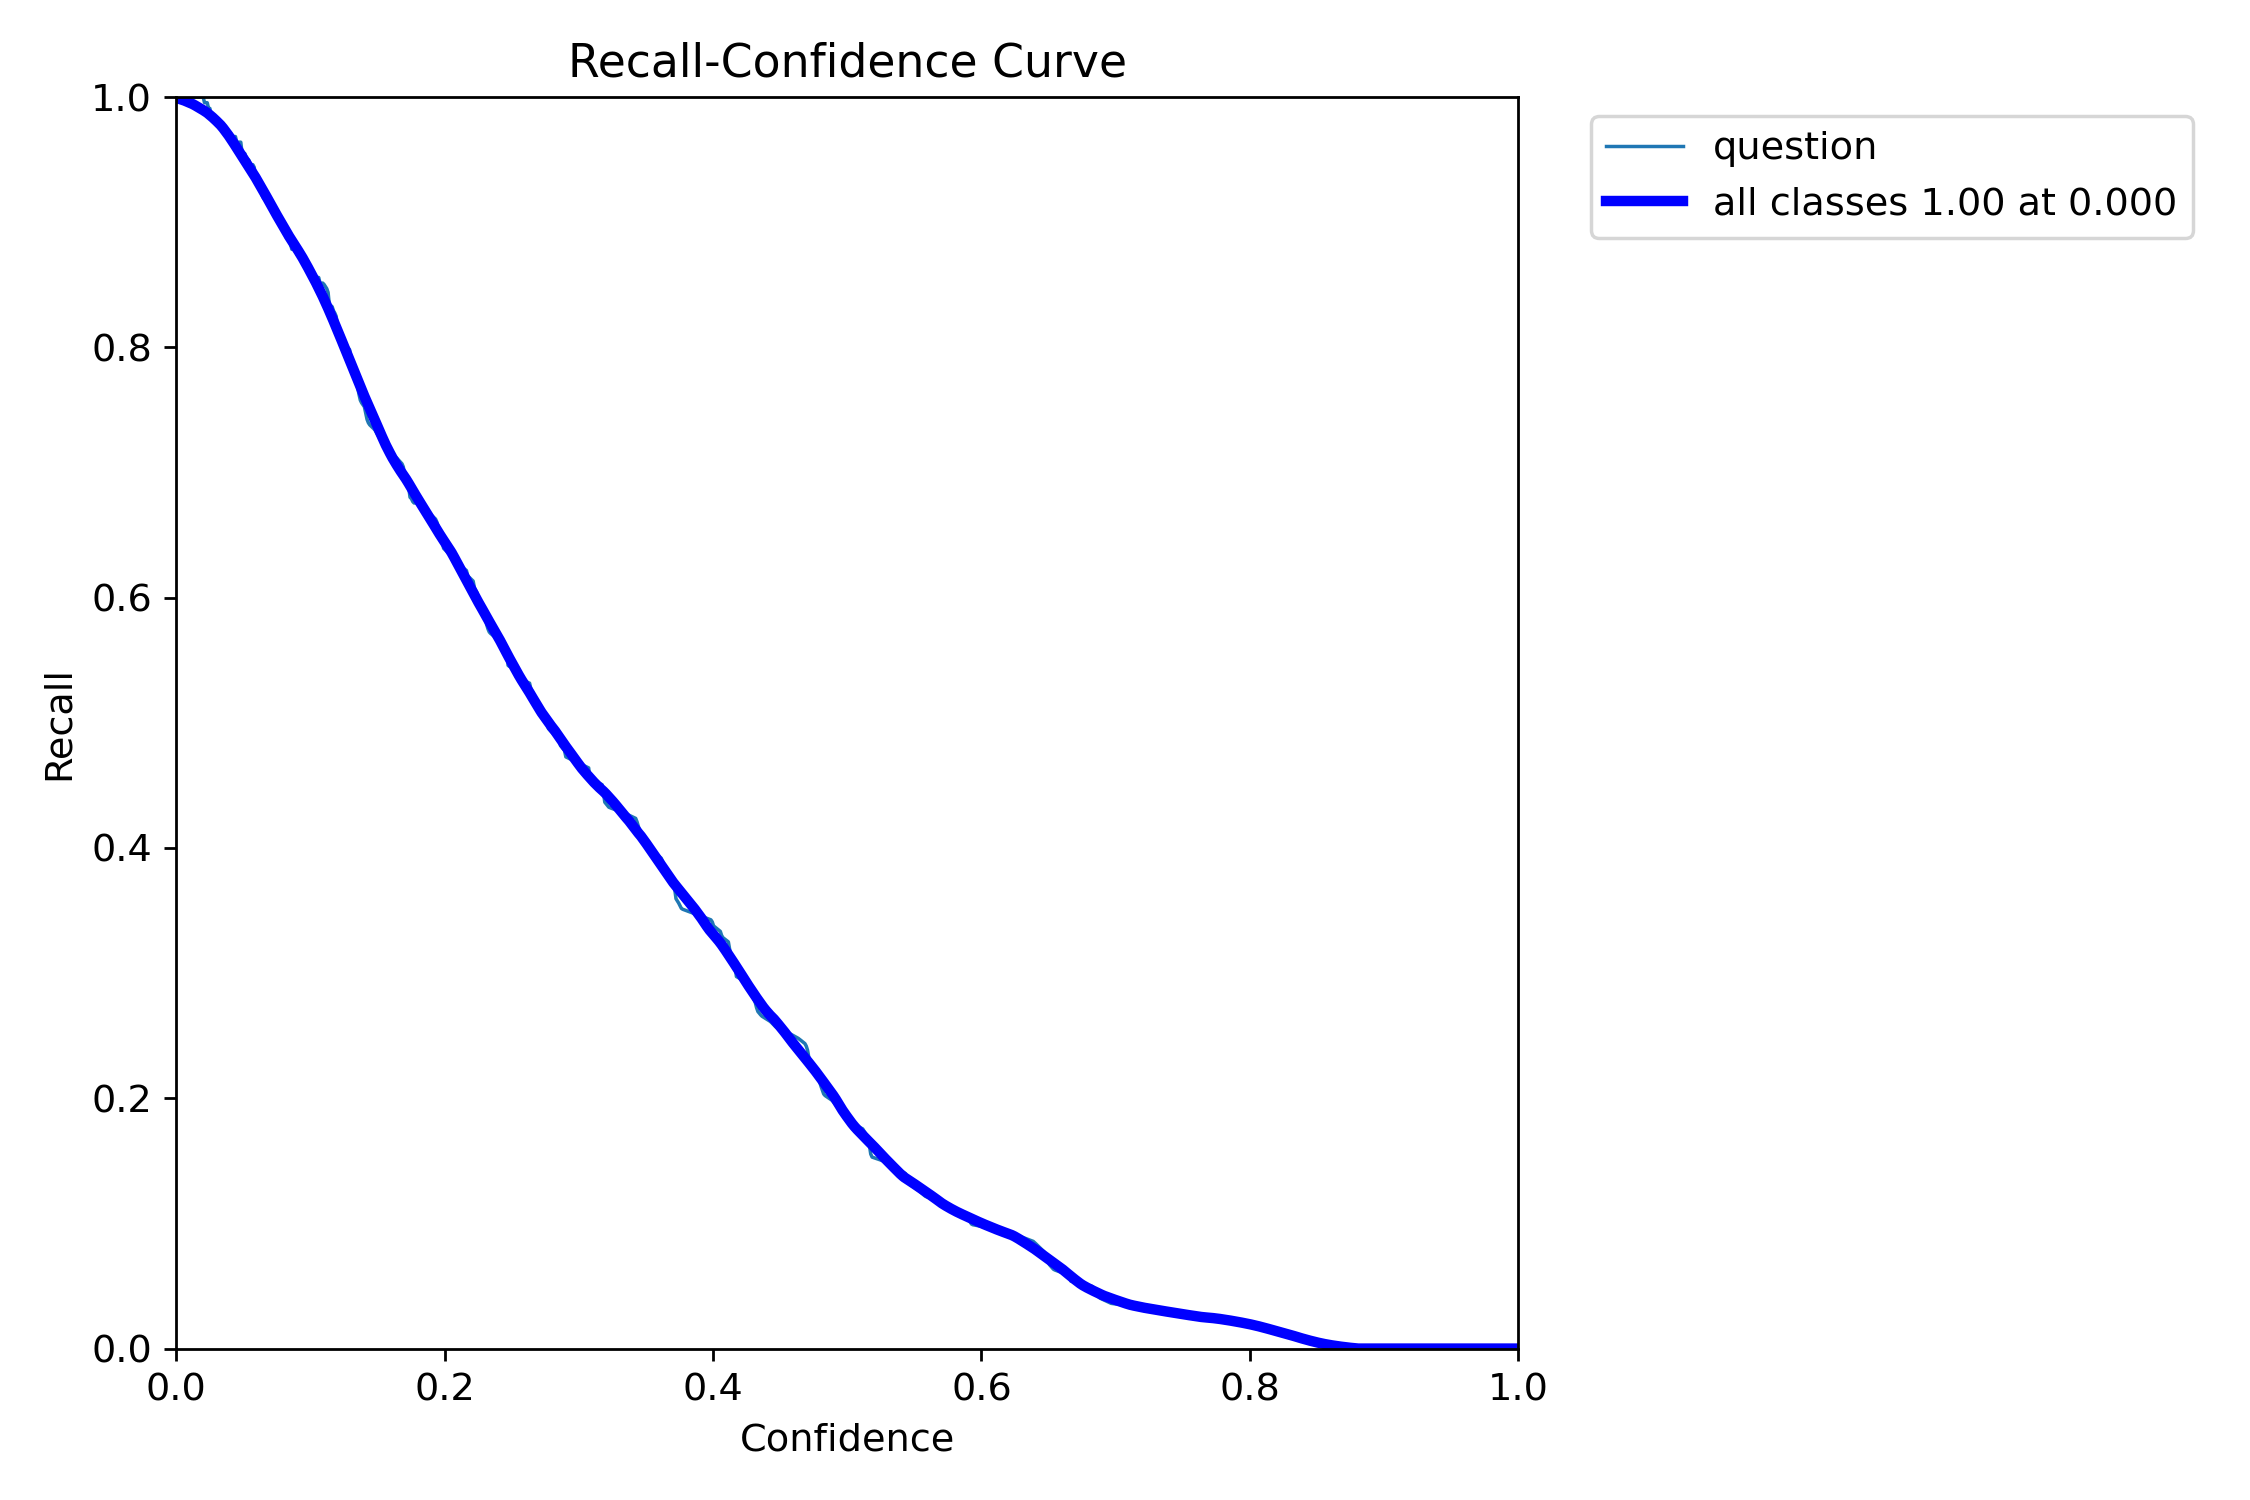 Recall-Confidence Curve
question
all classes 1.00 at 0.000
Recall
1.0
0.8
0.6
0.4
0.2
0.0
0.0 0.2 0.4 0.6 0.8 1.0
Confidence